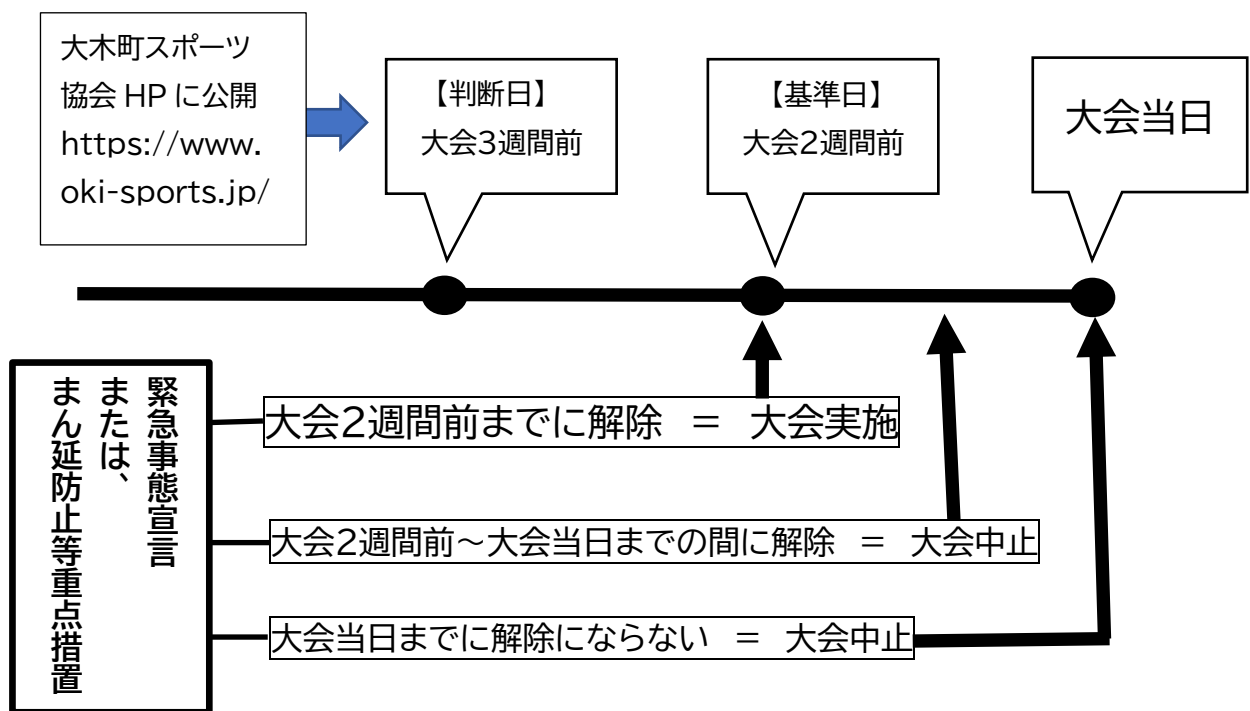 大木町スポーツ
協会 HP に公開
https://www.
oki-sports.jp/
【判断日】
大会3週間前
【基準日】
大会2週間前
大会当日
緊急事態宣言
または、
まん延防止等重点措置
大会2週間前までに解除 = 大会実施
大会2週間前～大会当日までの間に解除 = 大会中止
大会当日までに解除にならない = 大会中止